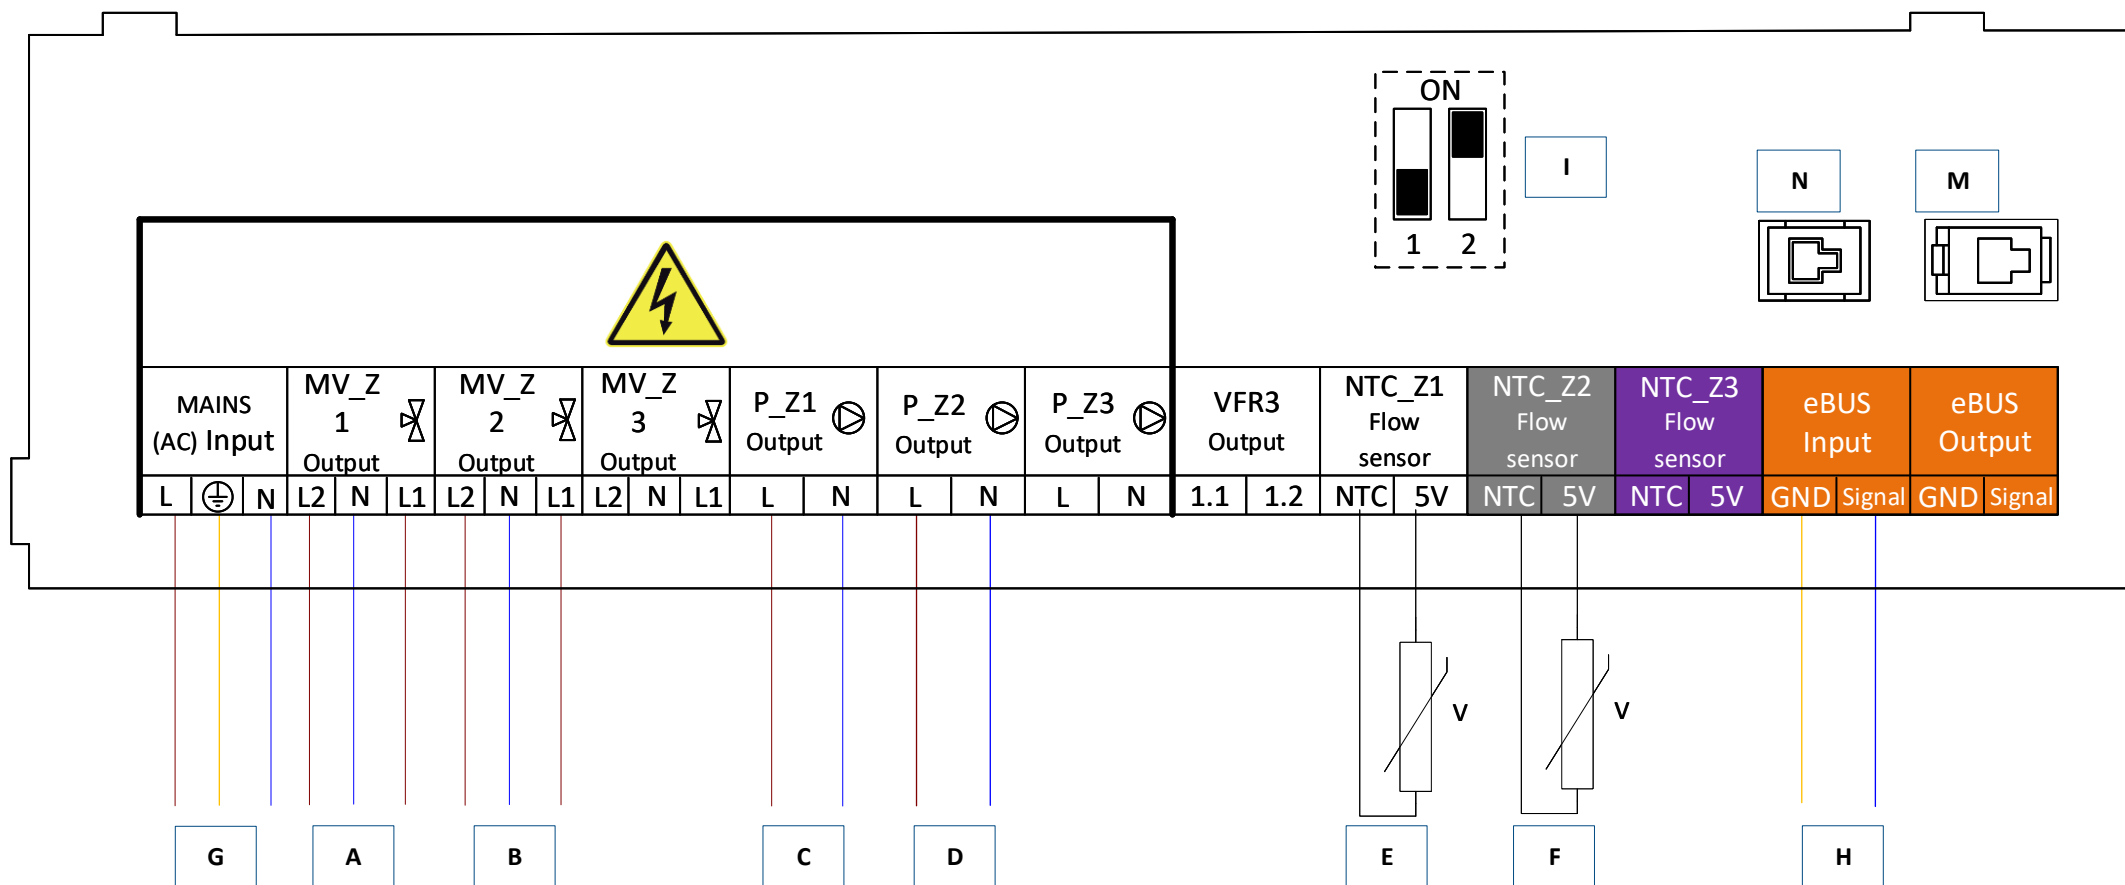 ON
1 2
I
N
M
MAINS
(AC) Input
MV_Z
1
Output
MV_Z
2
Output
MV_Z
3
Output
P_Z1
Output
P_Z2
Output
P_Z3
Output
VFR3
Output
NTC_Z1
Flow
sensor
NTC_Z2
Flow
sensor
NTC_Z3
Flow
sensor
eBUS
Input
eBUS
Output
L N L2 N L1 L2 N L1 L2 N L1 L N L N L N 1.1 1.2 NTC 5V NTC 5V NTC 5V GND Signal GND Signal
V
V
G A B C D E F H